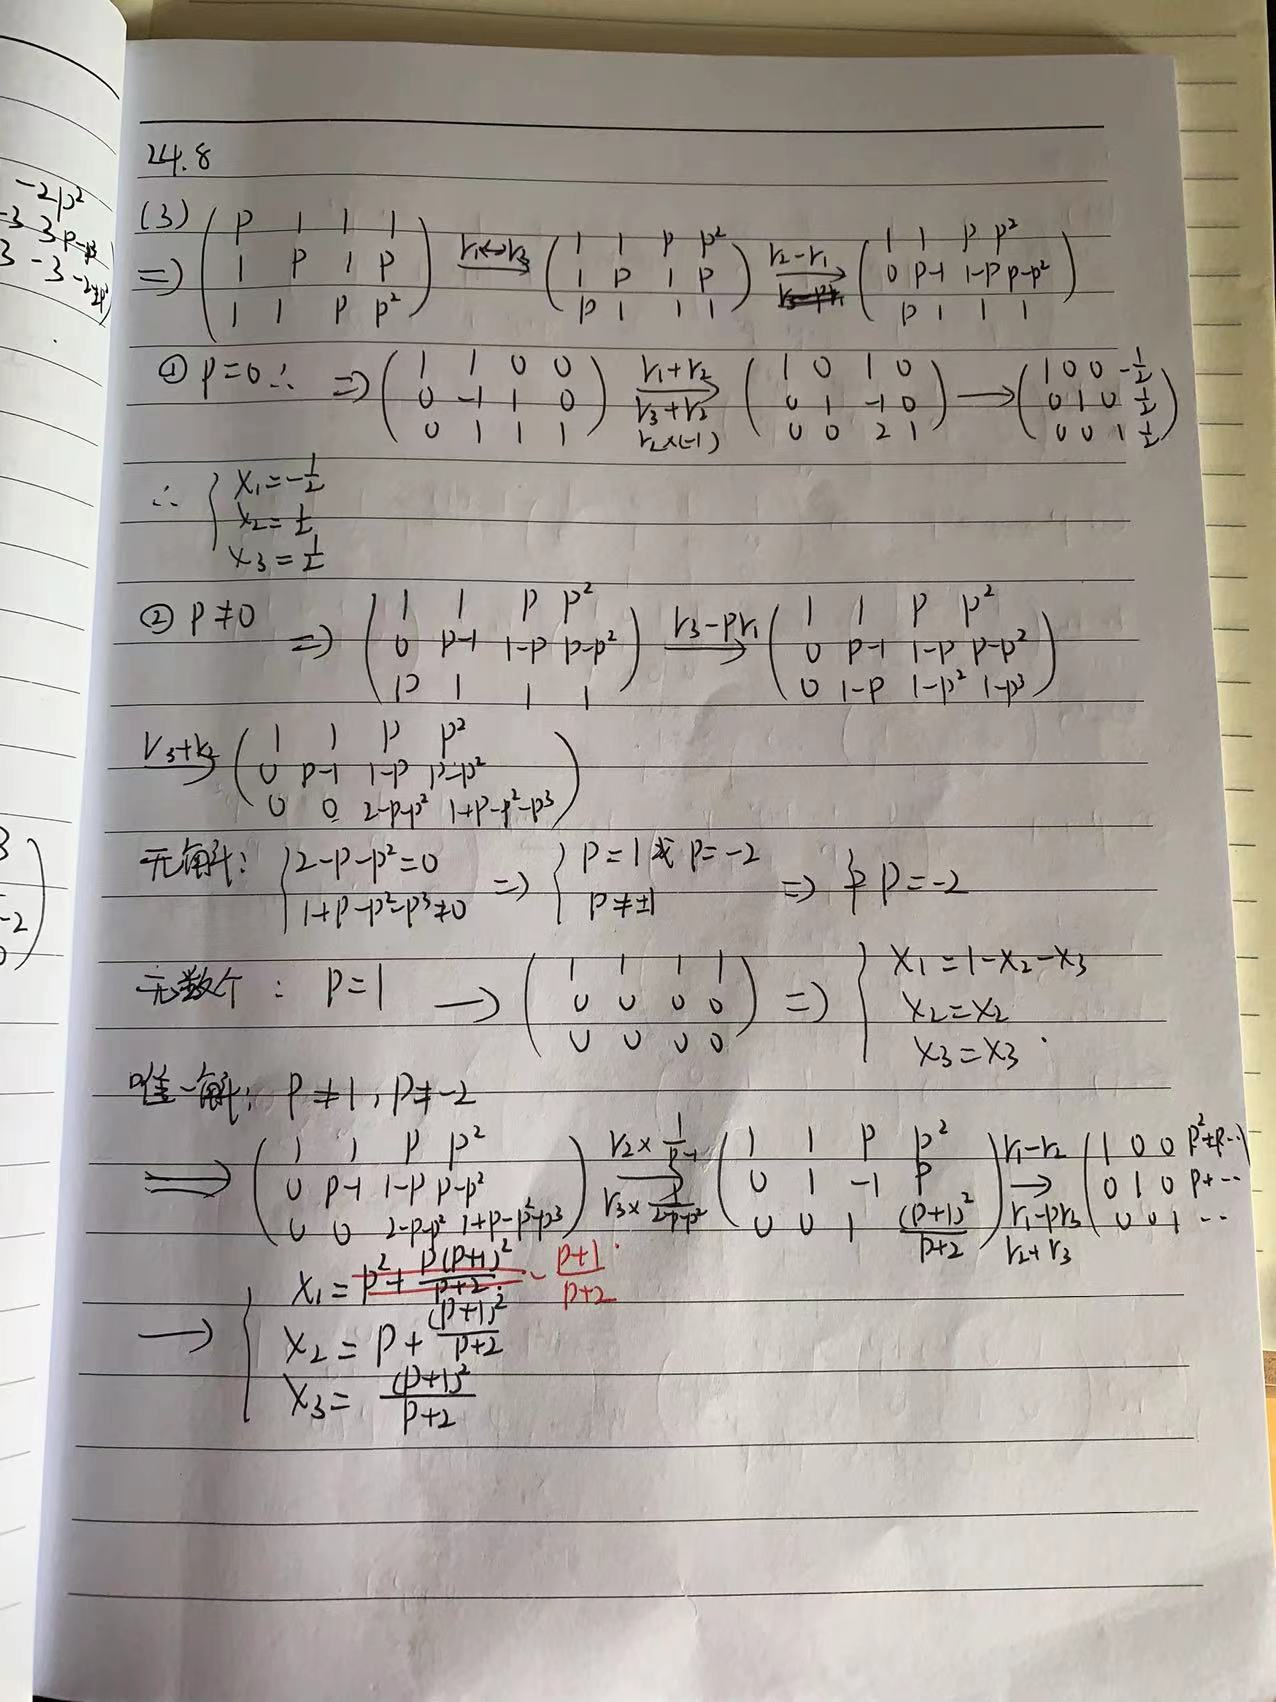 -2p²
-3 3p-p³
3 -3 -2
24.8
(3)
=> ( p 1 1 1 ; 1 p 1 p ; 1 1 p p² ) r₁↔r₃ → ( 1 1 p p² ; 1 p 1 p ; p 1 1 1 ) r₂-r₁ → ( 1 1 p p² ; 0 p-1 1-p p-p² ; p 1 1 1 )
① p=0 ∴ => ( 1 1 0 0 ; 0 -1 1 0 ; 0 1 1 1 ) r₁+r₂ r₃+r₂ r₂×(-1) → ( 1 0 1 0 ; 0 1 -1 0 ; 0 0 2 1 ) → ( 1 0 0 -1/2 ; 0 1 0 1/2 ; 0 0 1 1/2 )
∴ { x₁=-1/2
x₂=1/2
x₃=1/2
② p≠0 => ( 1 1 p p² ; 0 p-1 1-p p-p² ; p 1 1 1 ) r₃-pr₁ → ( 1 1 p p² ; 0 p-1 1-p p-p² ; 0 1-p 1-p² 1-p³ )
r₃+r₂ → ( 1 1 p p² ; 0 p-1 1-p p-p² ; 0 0 2-p-p² 1+p-p²-p³ )
无解: { 2-p-p²=0 ; 1+p-p²-p³≠0 => { p=1或p=-2 ; p≠±1 => p=-2
无数个: p=1 → ( 1 1 1 1 ; 0 0 0 0 ; 0 0 0 0 ) => { x₁=1-x₂-x₃
x₂=x₂
x₃=x₃
唯一解: p≠1, p≠-2
=> ( 1 1 p p² ; 0 p-1 1-p p-p² ; 0 0 2-p-p² 1+p-p²-p³ ) r₂×1/(p-1) r₃×1/(2-p-p²) → ( 1 1 p p² ; 0 1 -1 p ; 0 0 1 (p+1)²/(p+2) ) r₁-r₂ r₁-pr₃ r₂+r₃ → ( 1 0 0 p²+p… ; 0 1 0 p+… ; 0 0 1 … )
→ { x₁= p²+p(p+1)²/(p+2) -(p+1)/(p+2)
x₂=p+(p+1)²/(p+2)
x₃=(p+1)²/(p+2)
3
-2
0